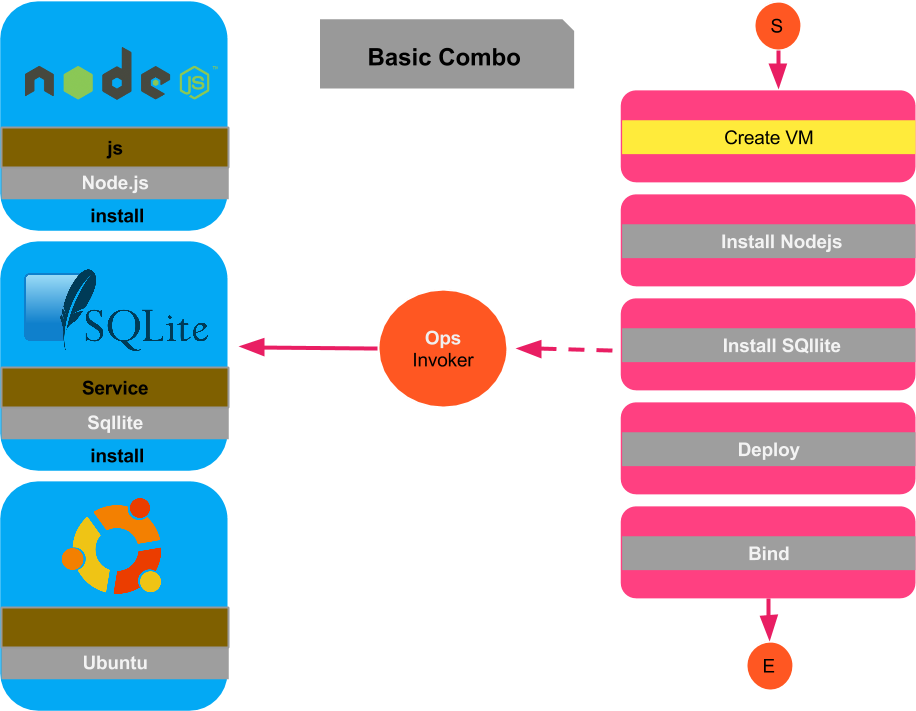 node JS ™
js
Node.js
install
SQLite
Service
Sqllite
install
Ubuntu
Basic Combo
Ops
Invoker
S
Create VM
Install Nodejs
Install SQllite
Deploy
Bind
E